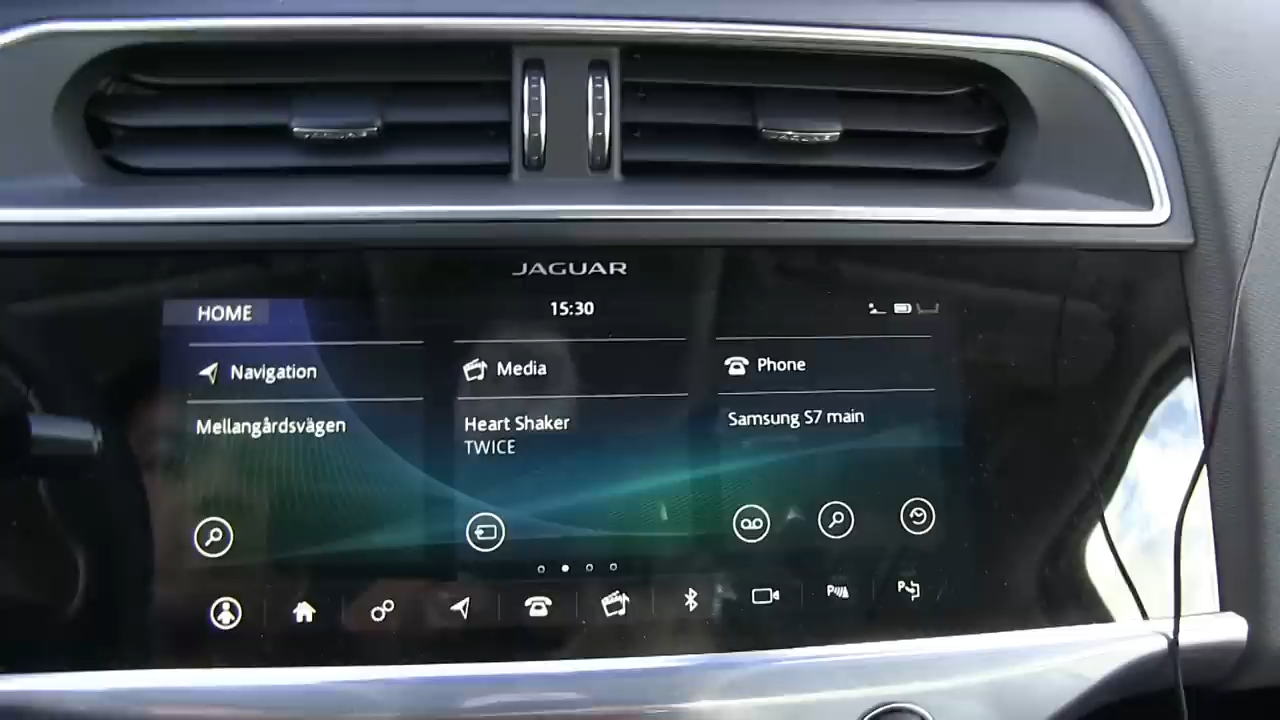 JAGUAR
HOME
15:30
Navigation
Media
Phone
Mellangårdsvägen
Heart Shaker
TWICE
Samsung S7 main